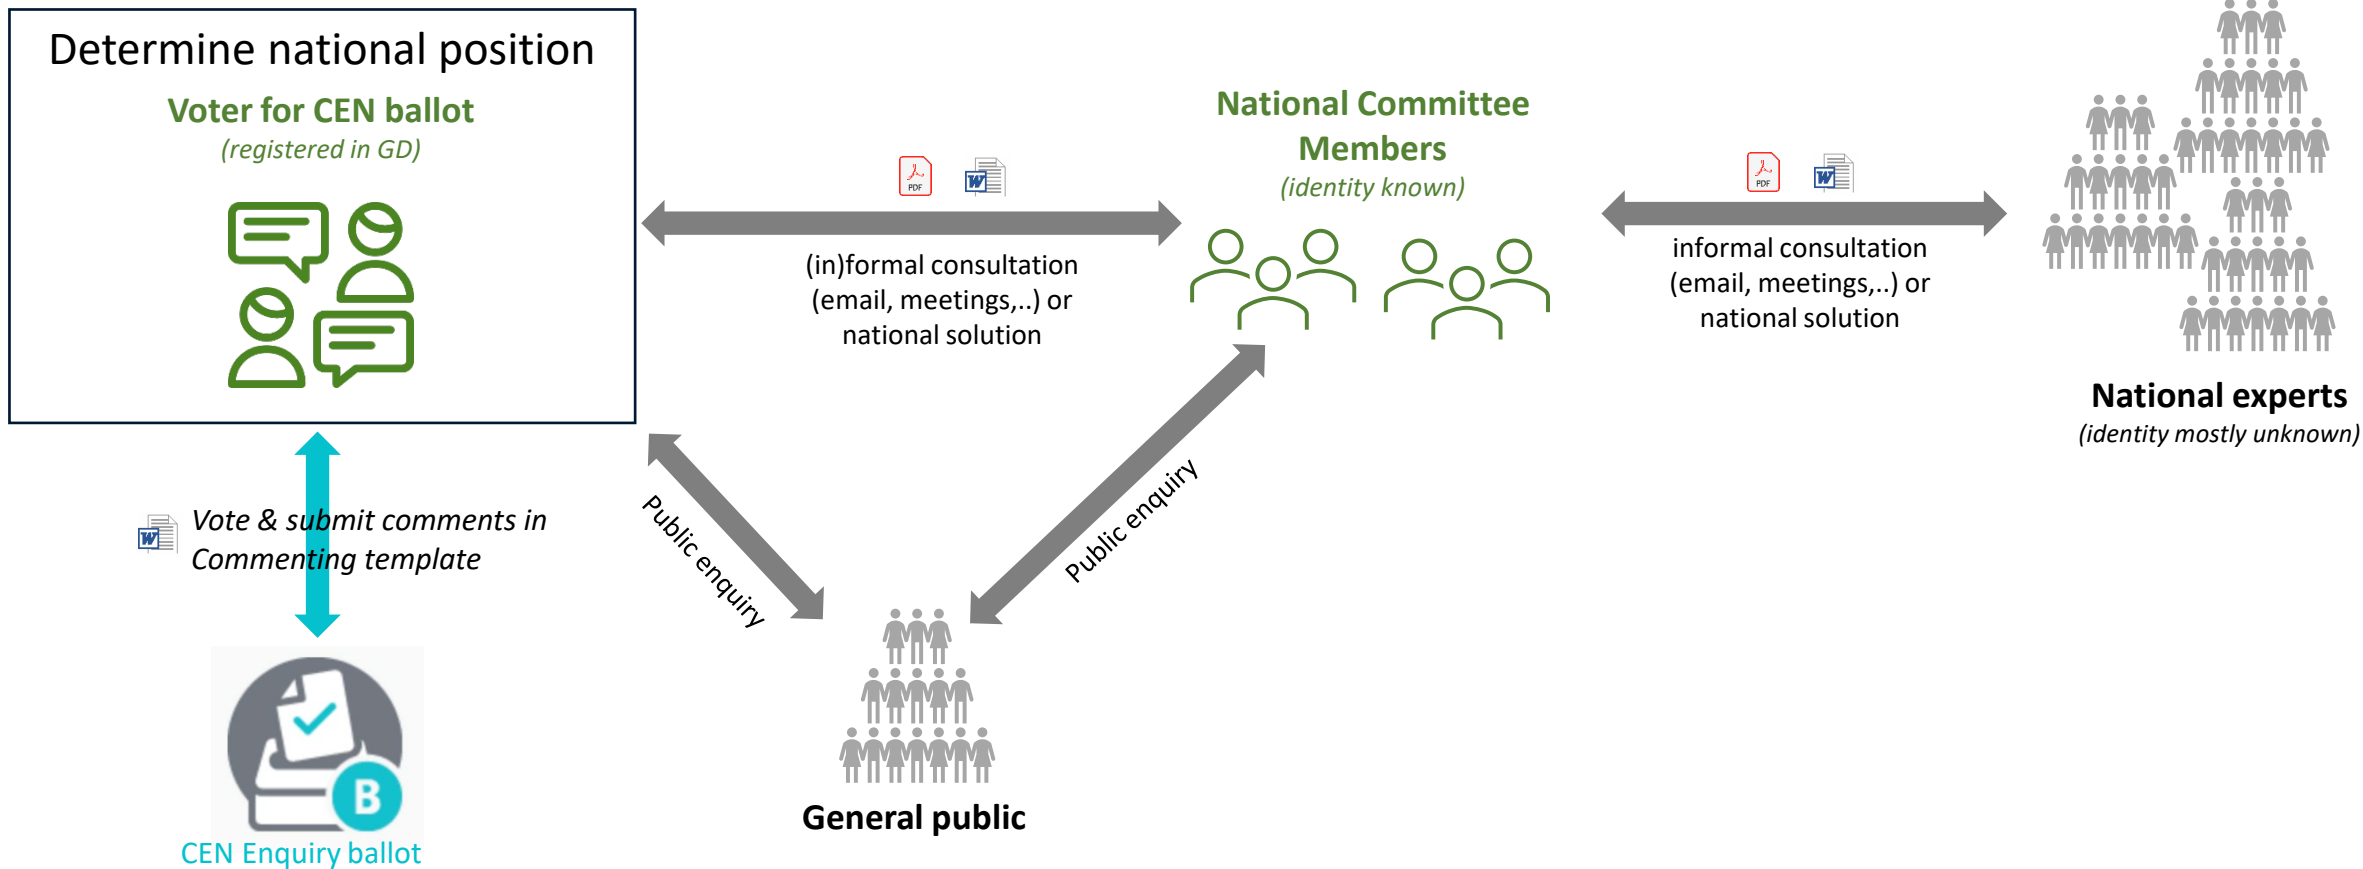 Determine national position
Voter for CEN ballot
(registered in GD)
PDF
W
(in)formal consultation
(email, meetings,..) or
national solution
National Committee
Members
(identity known)
PDF
W
informal consultation
(email, meetings,..) or
national solution
National experts
(identity mostly unknown)
W
Vote & submit comments in
Commenting template
Public enquiry
Public enquiry
B
CEN Enquiry ballot
General public